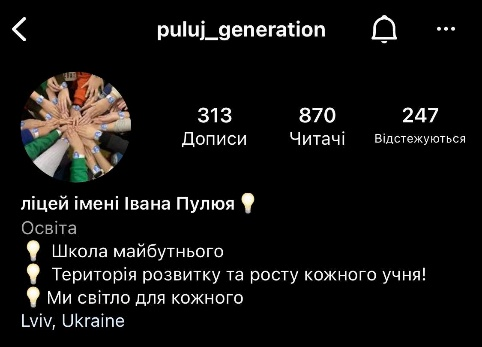 puluj_generation
313 870 247
Дописи Читачі Відстежуються
ліцей імені Івана Пулюя💡
Освіта
💡 Школа майбутнього
💡 Територія розвитку та росту кожного учня!
💡Ми світло для кожного
Lviv, Ukraine